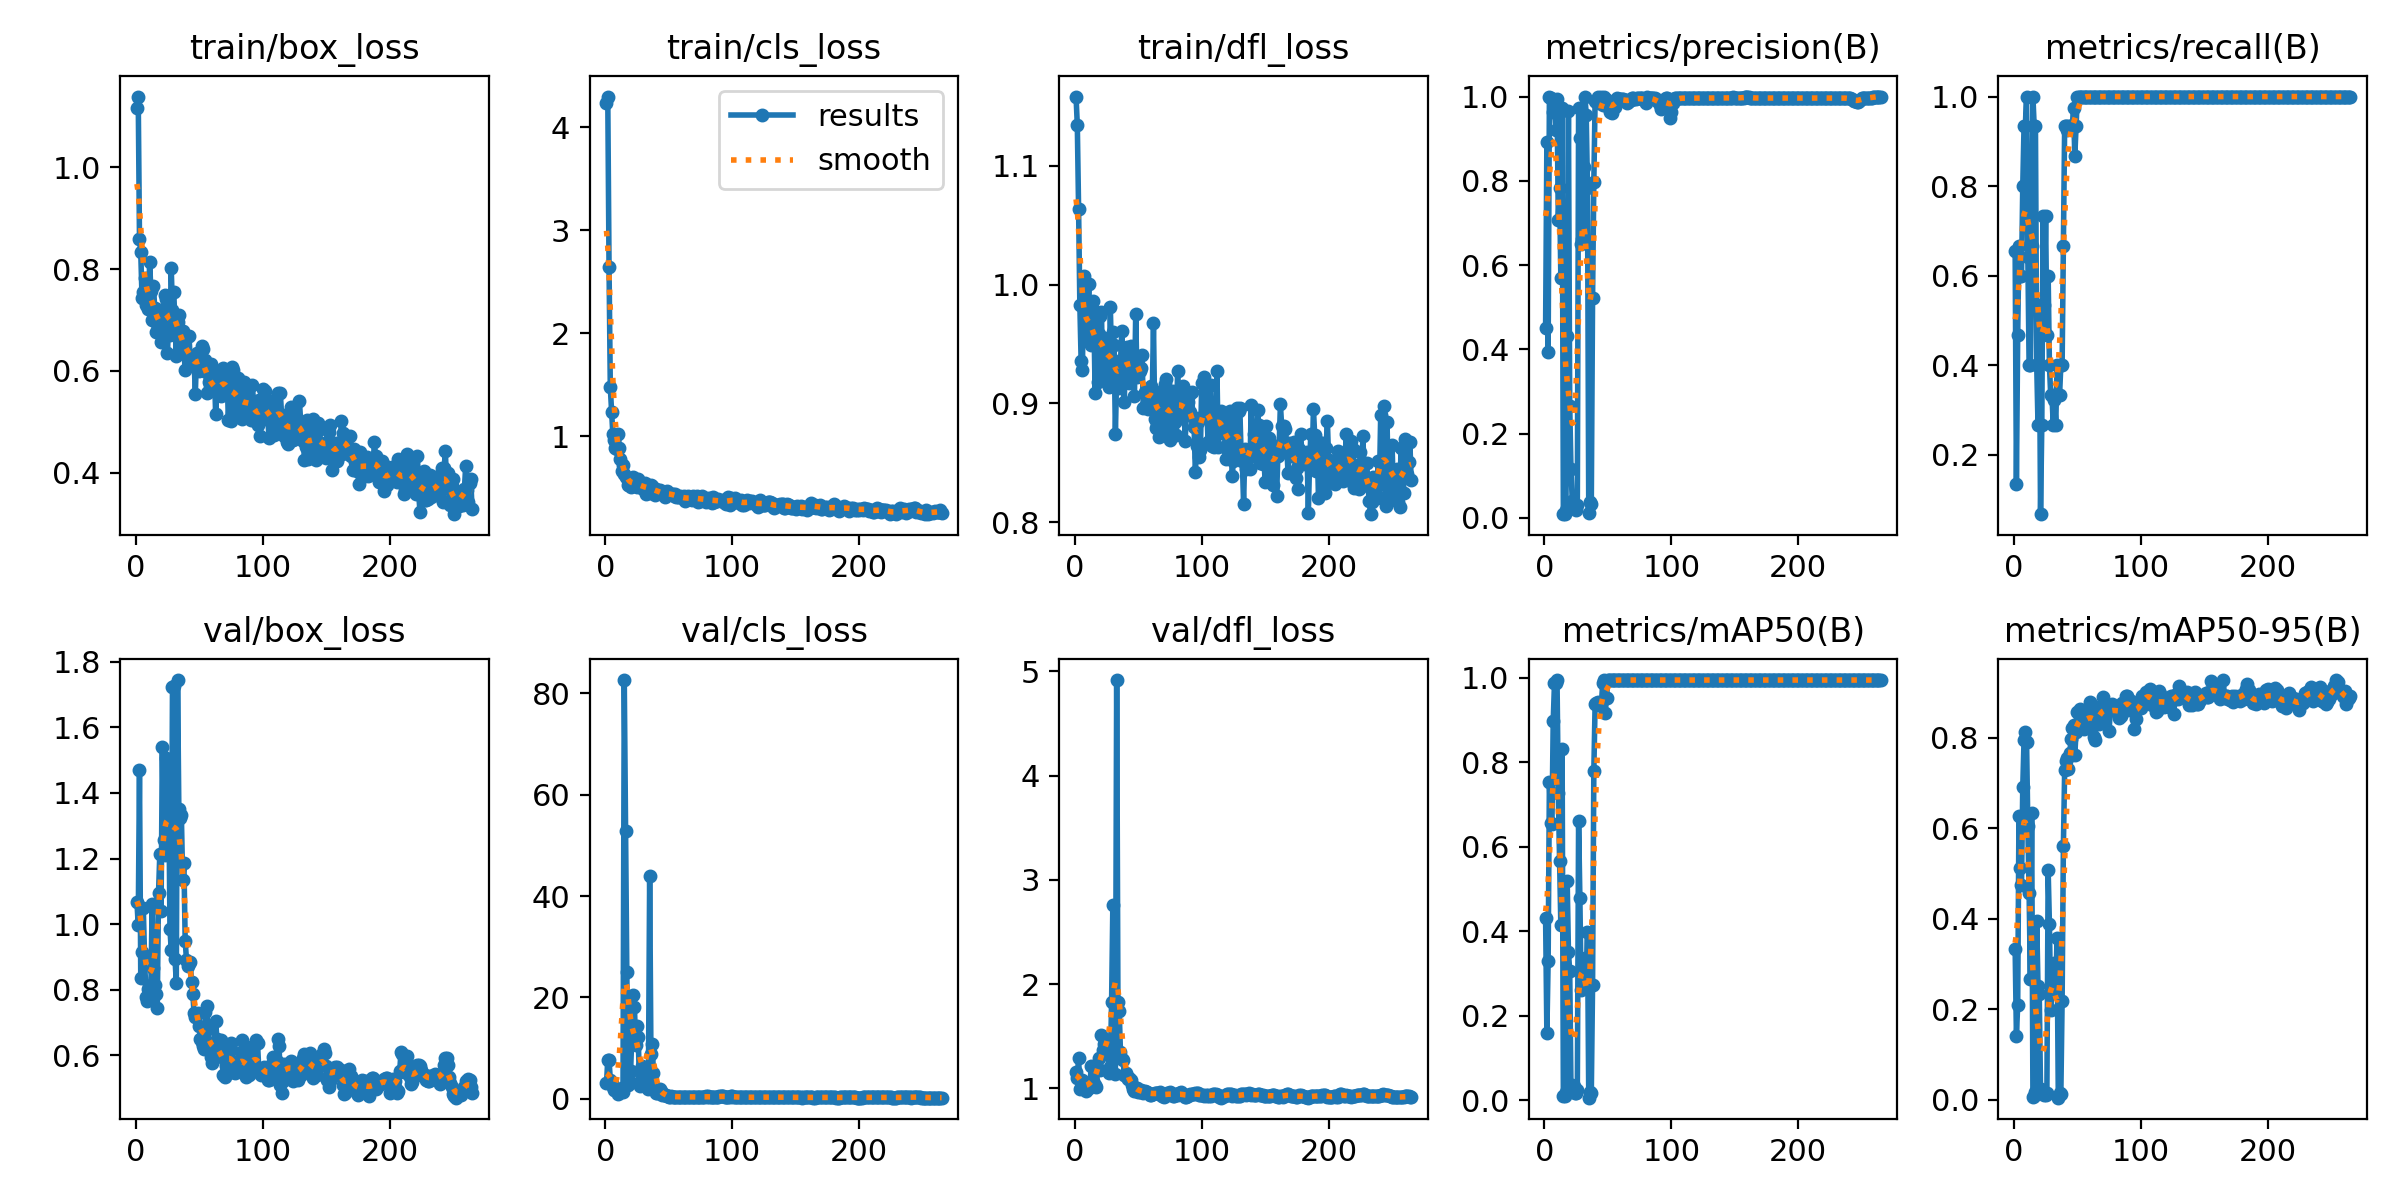 train/box_loss
1.0
0.8
0.6
0.4
0 100 200
train/cls_loss
results
smooth
4
3
2
1
0 100 200
train/dfl_loss
1.1
1.0
0.9
0.8
0 100 200
metrics/precision(B)
1.0
0.8
0.6
0.4
0.2
0.0
0 100 200
metrics/recall(B)
1.0
0.8
0.6
0.4
0.2
0 100 200
val/box_loss
1.8
1.6
1.4
1.2
1.0
0.8
0.6
0 100 200
val/cls_loss
80
60
40
20
0
0 100 200
val/dfl_loss
5
4
3
2
1
0 100 200
metrics/mAP50(B)
1.0
0.8
0.6
0.4
0.2
0.0
0 100 200
metrics/mAP50-95(B)
0.8
0.6
0.4
0.2
0.0
0 100 200